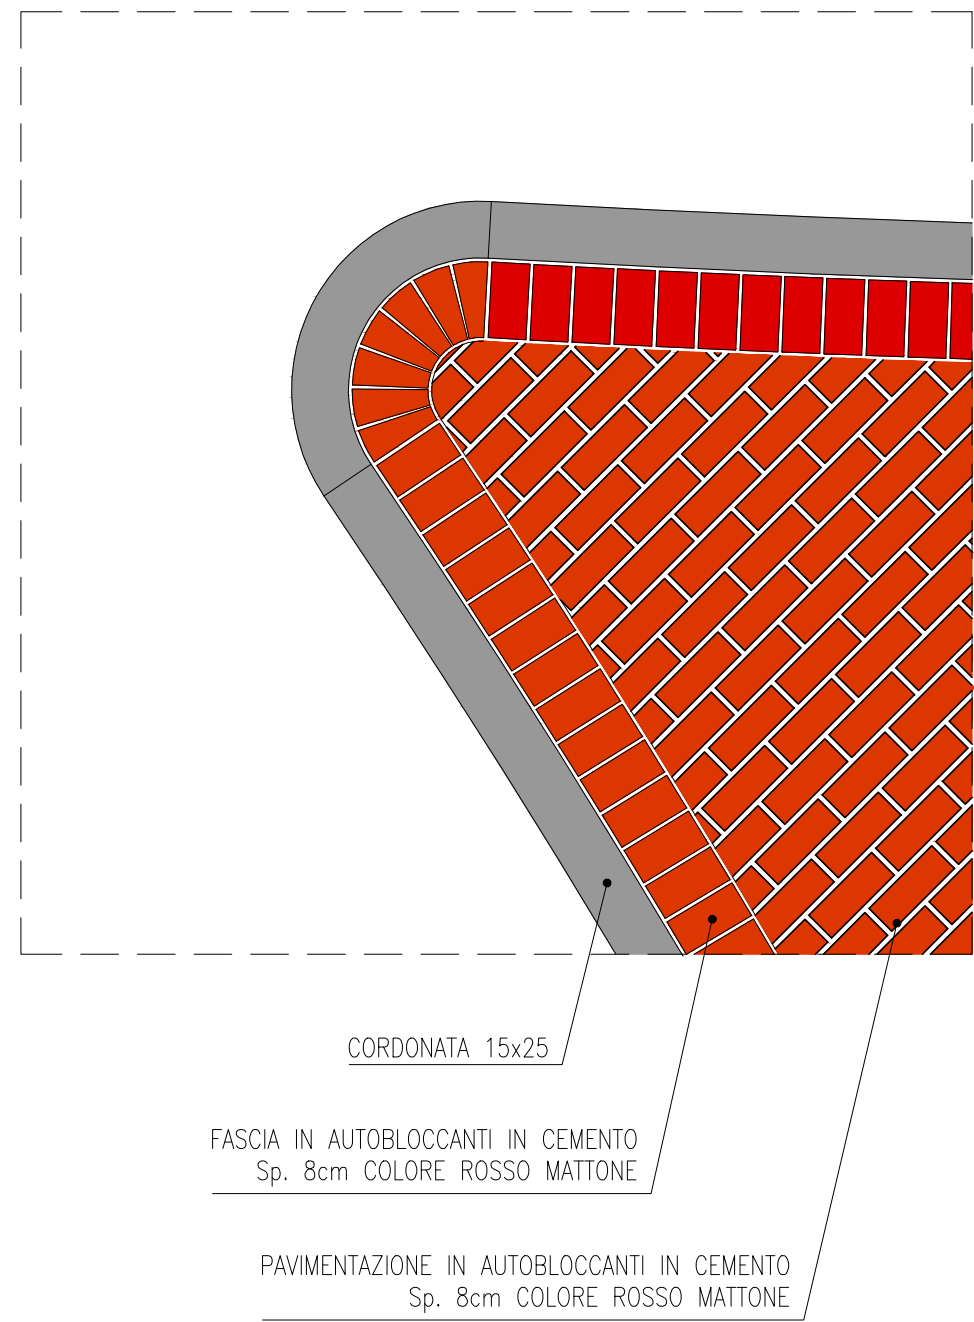 CORDONATA 15x25
FASCIA IN AUTOBLOCCANTI IN CEMENTO
Sp. 8cm COLORE ROSSO MATTONE
PAVIMENTAZIONE IN AUTOBLOCCANTI IN CEMENTO
Sp. 8cm COLORE ROSSO MATTONE